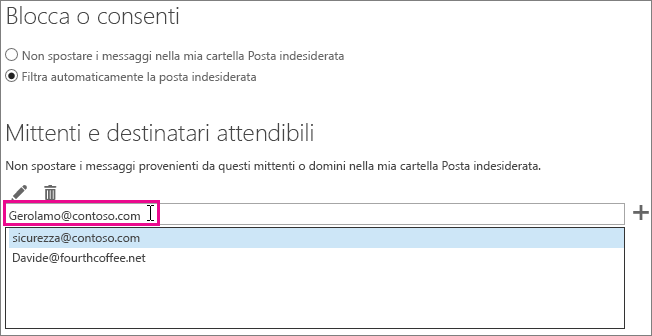 Blocca o consenti
Non spostare i messaggi nella mia cartella Posta indesiderata
Filtra automaticamente la posta indesiderata
Mittenti e destinatari attendibili
Non spostare i messaggi provenienti da questi mittenti o domini nella mia cartella Posta indesiderata.
Gerolamo@contoso.com
sicurezza@contoso.com
Davide@fourthcoffee.net